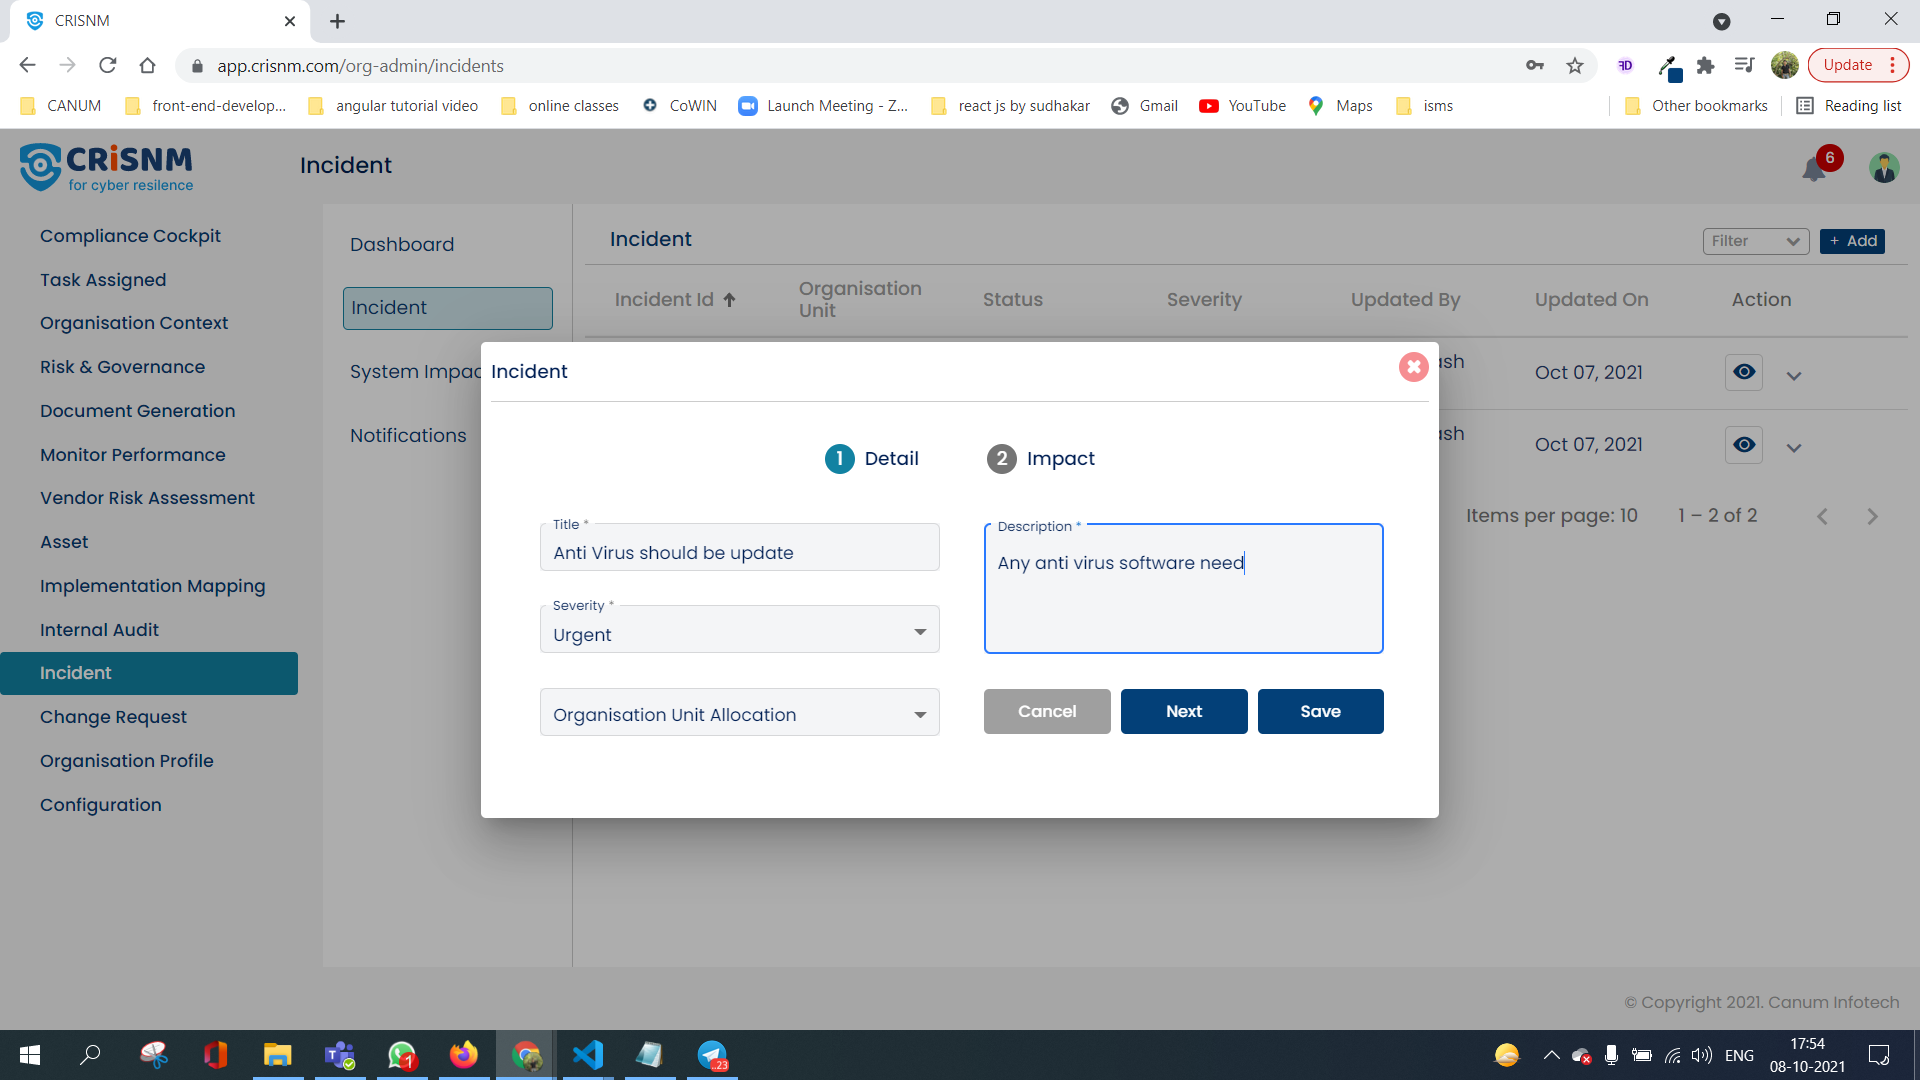 CRISNM
app.crisnm.com/org-admin/incidents
Update
CANUM
front-end-develop...
angular tutorial video
online classes
CoWIN
Launch Meeting - Z...
react js by sudhakar
Gmail
YouTube
Maps
isms
Other bookmarks
Reading list
CRiSNM
for cyber resilence
Incident
6
Compliance Cockpit
Task Assigned
Organisation Context
Risk & Governance
Document Generation
Monitor Performance
Vendor Risk Assessment
Asset
Implementation Mapping
Internal Audit
Incident
Change Request
Organisation Profile
Configuration
Dashboard
Incident
System Impac
Notifications
Incident
Filter
+ Add
Incident Id
Organisation
Unit
Status
Severity
Updated By
Updated On
Action
ash
Oct 07, 2021
ash
Oct 07, 2021
Items per page: 10
1 – 2 of 2
Incident
1 Detail
2 Impact
Title *
Anti Virus should be update
Description *
Any anti virus software need
Severity *
Urgent
Organisation Unit Allocation
Cancel
Next
Save
© Copyright 2021. Canum Infotech
1
..23
ENG
17:54
08-10-2021